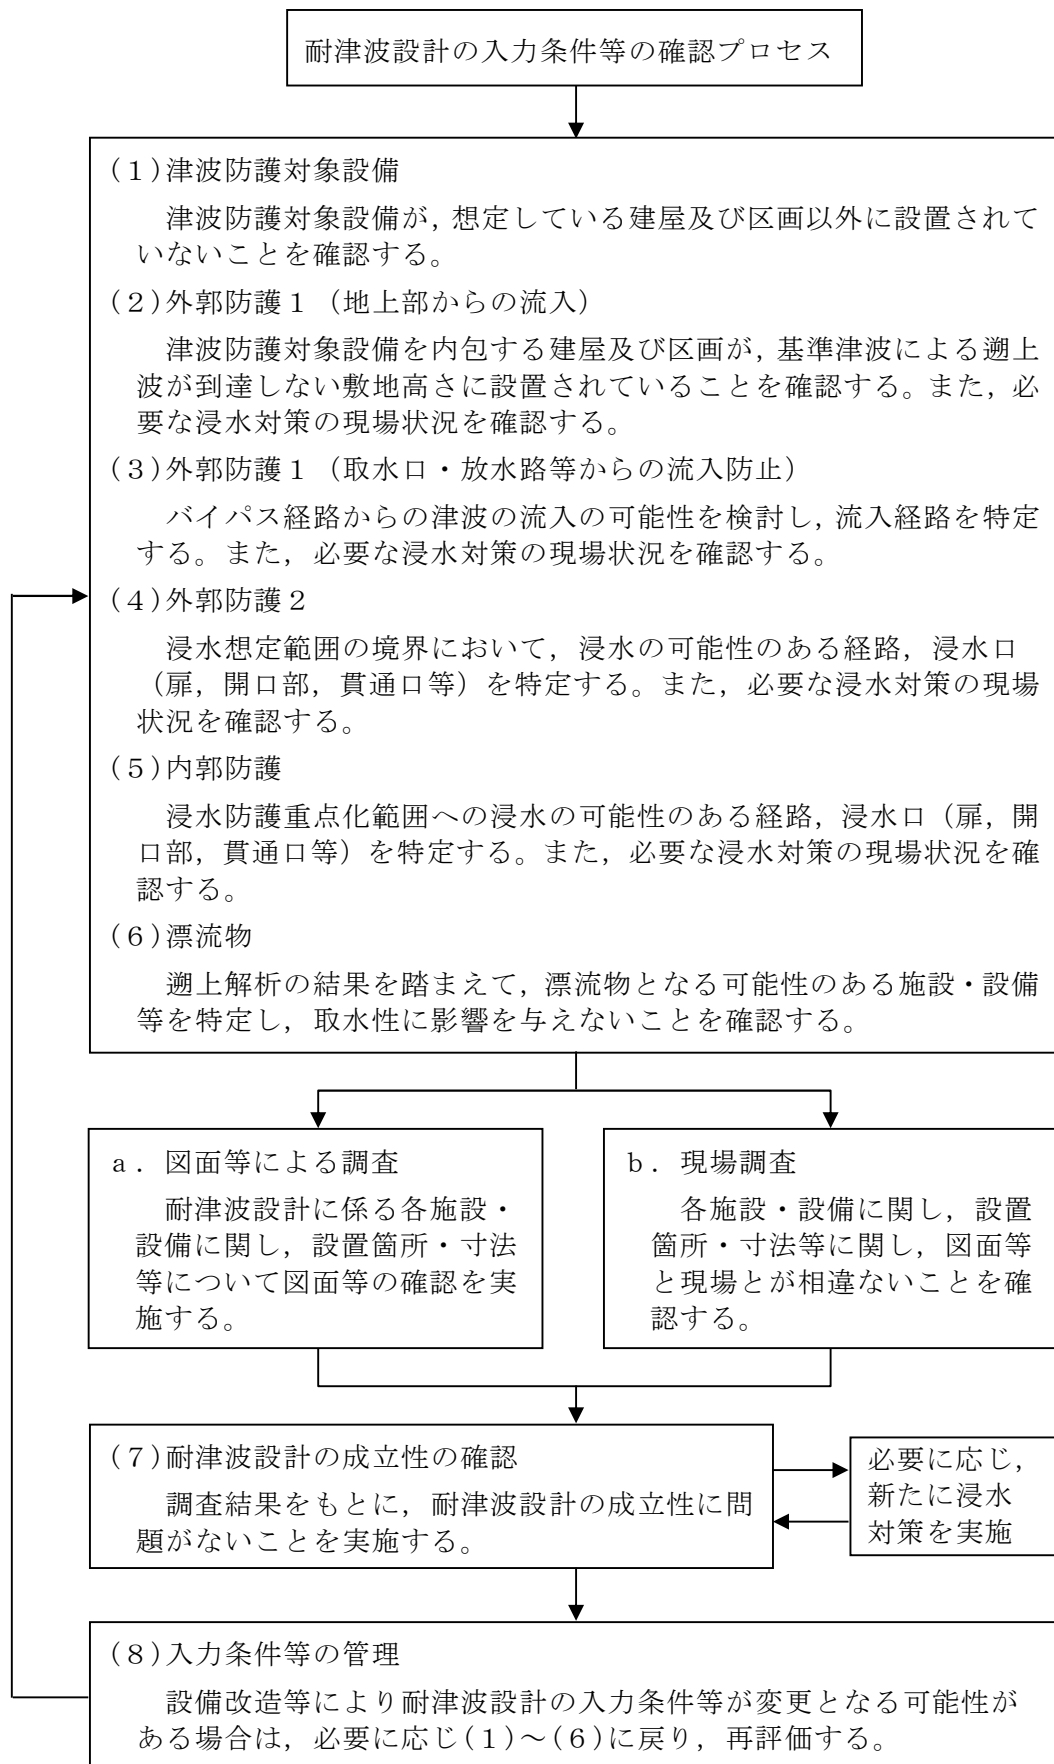 耐津波設計の入力条件等の確認プロセス
(１)津波防護対象設備
津波防護対象設備が，想定している建屋及び区画以外に設置されて
いないことを確認する。
(２)外郭防護１（地上部からの流入）
津波防護対象設備を内包する建屋及び区画が，基準津波による遡上
波が到達しない敷地高さに設置されていることを確認する。また，必
要な浸水対策の現場状況を確認する。
(３)外郭防護１（取水口・放水路等からの流入防止）
バイパス経路からの津波の流入の可能性を検討し，流入経路を特定
する。また，必要な浸水対策の現場状況を確認する。
(４)外郭防護２
浸水想定範囲の境界において，浸水の可能性のある経路，浸水口
（扉，開口部，貫通口等）を特定する。また，必要な浸水対策の現場
状況を確認する。
(５)内郭防護
浸水防護重点化範囲への浸水の可能性のある経路，浸水口（扉，開
口部，貫通口等）を特定する。また，必要な浸水対策の現場状況を確
認する。
(６)漂流物
遡上解析の結果を踏まえて，漂流物となる可能性のある施設・設備
等を特定し，取水性に影響を与えないことを確認する。
ａ．図面等による調査
耐津波設計に係る各施設・
設備に関し，設置箇所・寸法
等について図面等の確認を実
施する。
ｂ．現場調査
各施設・設備に関し，設置
箇所・寸法等に関し，図面等
と現場とが相違ないことを確
認する。
(７)耐津波設計の成立性の確認
調査結果をもとに，耐津波設計の成立性に問
題がないことを実施する。
必要に応じ，
新たに浸水
対策を実施
(８)入力条件等の管理
設備改造等により耐津波設計の入力条件等が変更となる可能性が
ある場合は，必要に応じ(１)～(６)に戻り，再評価する。